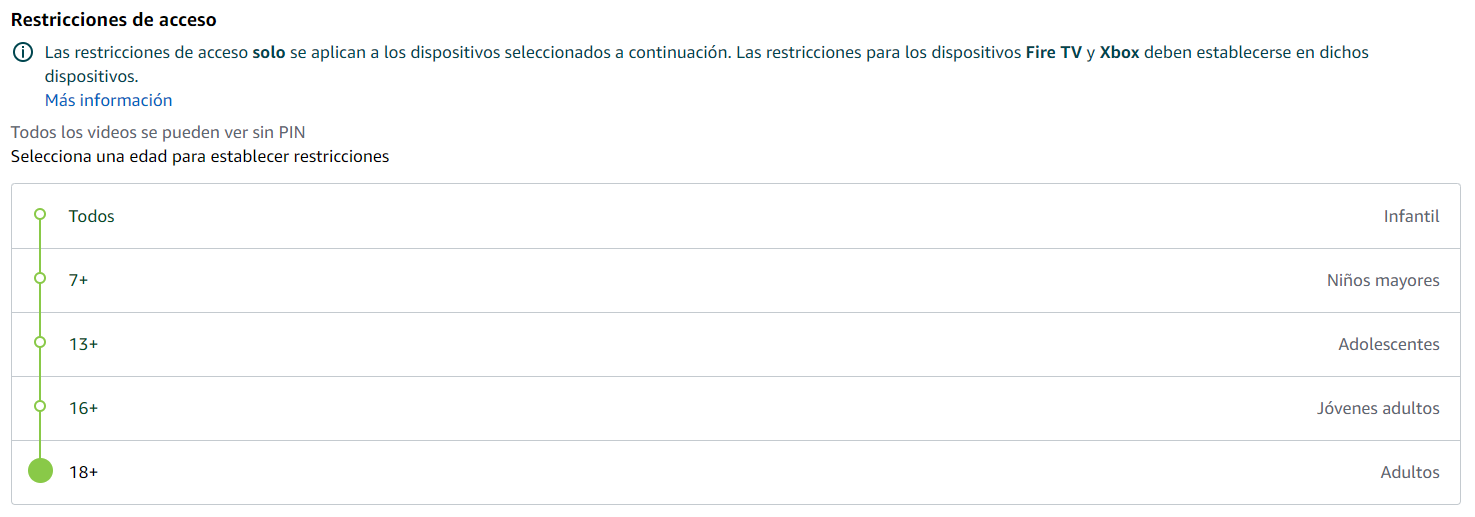 Restricciones de acceso
Las restricciones de acceso solo se aplican a los dispositivos seleccionados a continuación. Las restricciones para los dispositivos Fire TV y Xbox deben establecerse en dichos
dispositivos.
Más información
Todos los videos se pueden ver sin PIN
Selecciona una edad para establecer restricciones
Todos Infantil
7+ Niños mayores
13+ Adolescentes
16+ Jóvenes adultos
18+ Adultos